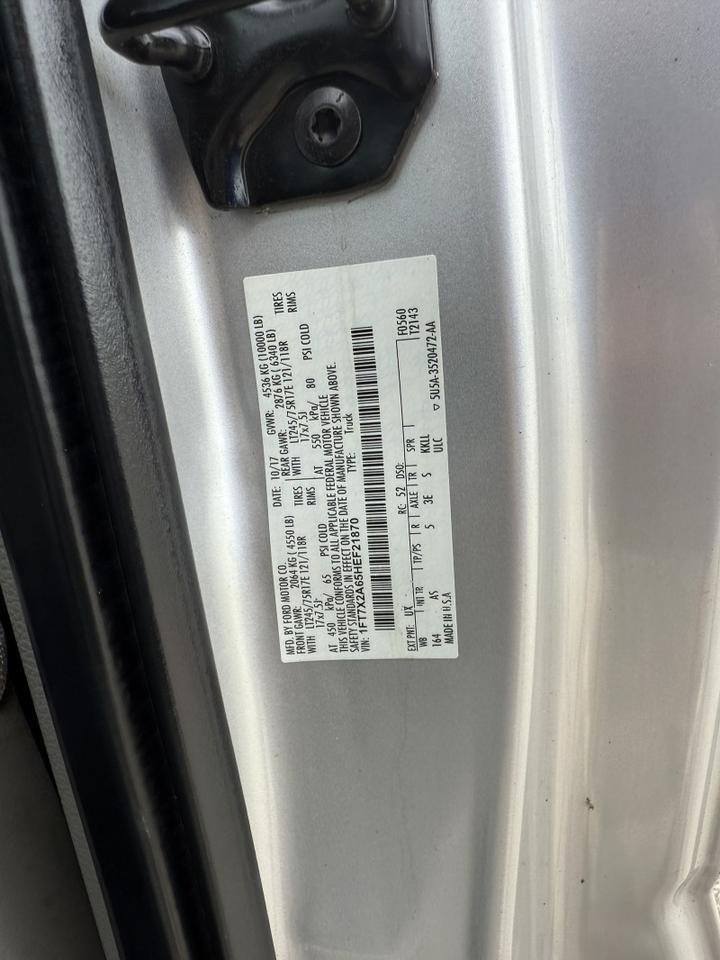 MFD. BY FORD MOTOR CO. DATE: 10/17 GVWR: 4536 KG (10000 LB)
FRONT GAWR: 2064 KG ( 4550 LB) REAR GAWR: 2876 KG ( 6340 LB)
WITH LT245/75R17E 121/118R TIRES WITH LT245/75R17E 121/118R TIRES
17x7.5J RIMS 17x7.5J RIMS
AT 450 kPa/ 65 PSI COLD AT 550 kPa/ 80 PSI COLD
THIS VEHICLE CONFORMS TO ALL APPLICABLE FEDERAL MOTOR VEHICLE
SAFETY STANDARDS IN EFFECT ON THE DATE OF MANUFACTURE SHOWN ABOVE.
VIN: 1FT7X2A65HEF21870 TYPE: Truck
F0560
EXT PNT: UX RC: 52 DSO: T2143
WB INT TR TP/PS R AXLE TR SPR
164 AS 5 3E S KKLL
ULC
MADE IN U.S.A. ▽ 5U5A-3520472-AA